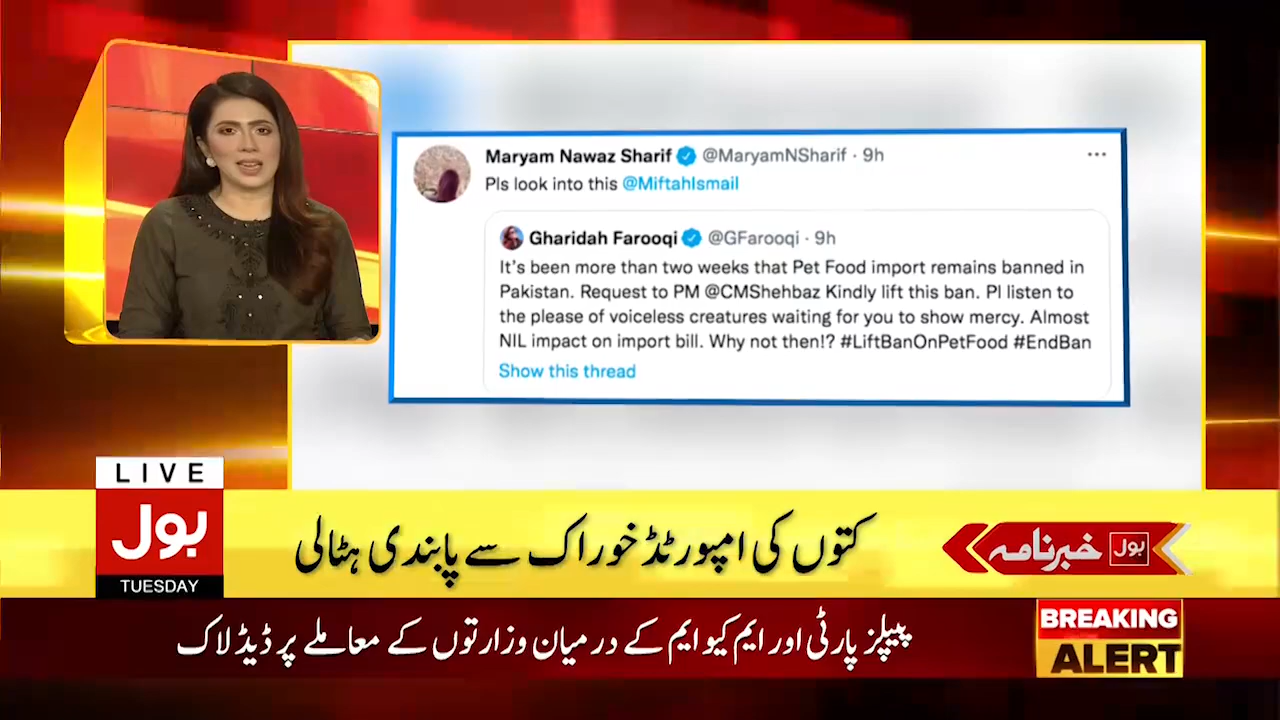 Maryam Nawaz Sharif @MaryamNSharif · 9h
Pls look into this @MiftahIsmail
Gharidah Farooqi @GFarooqi · 9h
It's been more than two weeks that Pet Food import remains banned in
Pakistan. Request to PM @CMShehbaz Kindly lift this ban. Pl listen to
the please of voiceless creatures waiting for you to show mercy. Almost
NIL impact on import bill. Why not then!? #LiftBanOnPetFood #EndBan
Show this thread
LIVE
بول
TUESDAY
کتوں کی امپورٹڈ خوراک سے پابندی ہٹالی
بول خبرنامہ
پیپلز پارٹی اور ایم کیو ایم کے درمیان وزارتوں کے معاملے پر ڈیڈ لاک
BREAKING
ALERT